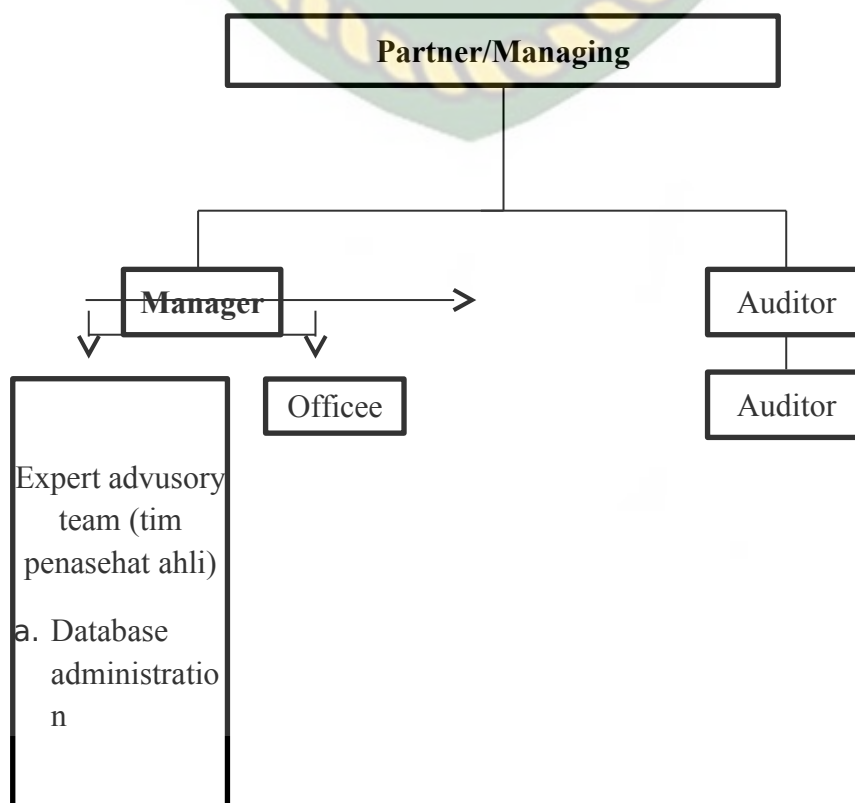 Partner/Managing
Manager
Auditor
Officee
Auditor
Expert advusory
team (tim
penasehat ahli)
a. Database
administratio
n